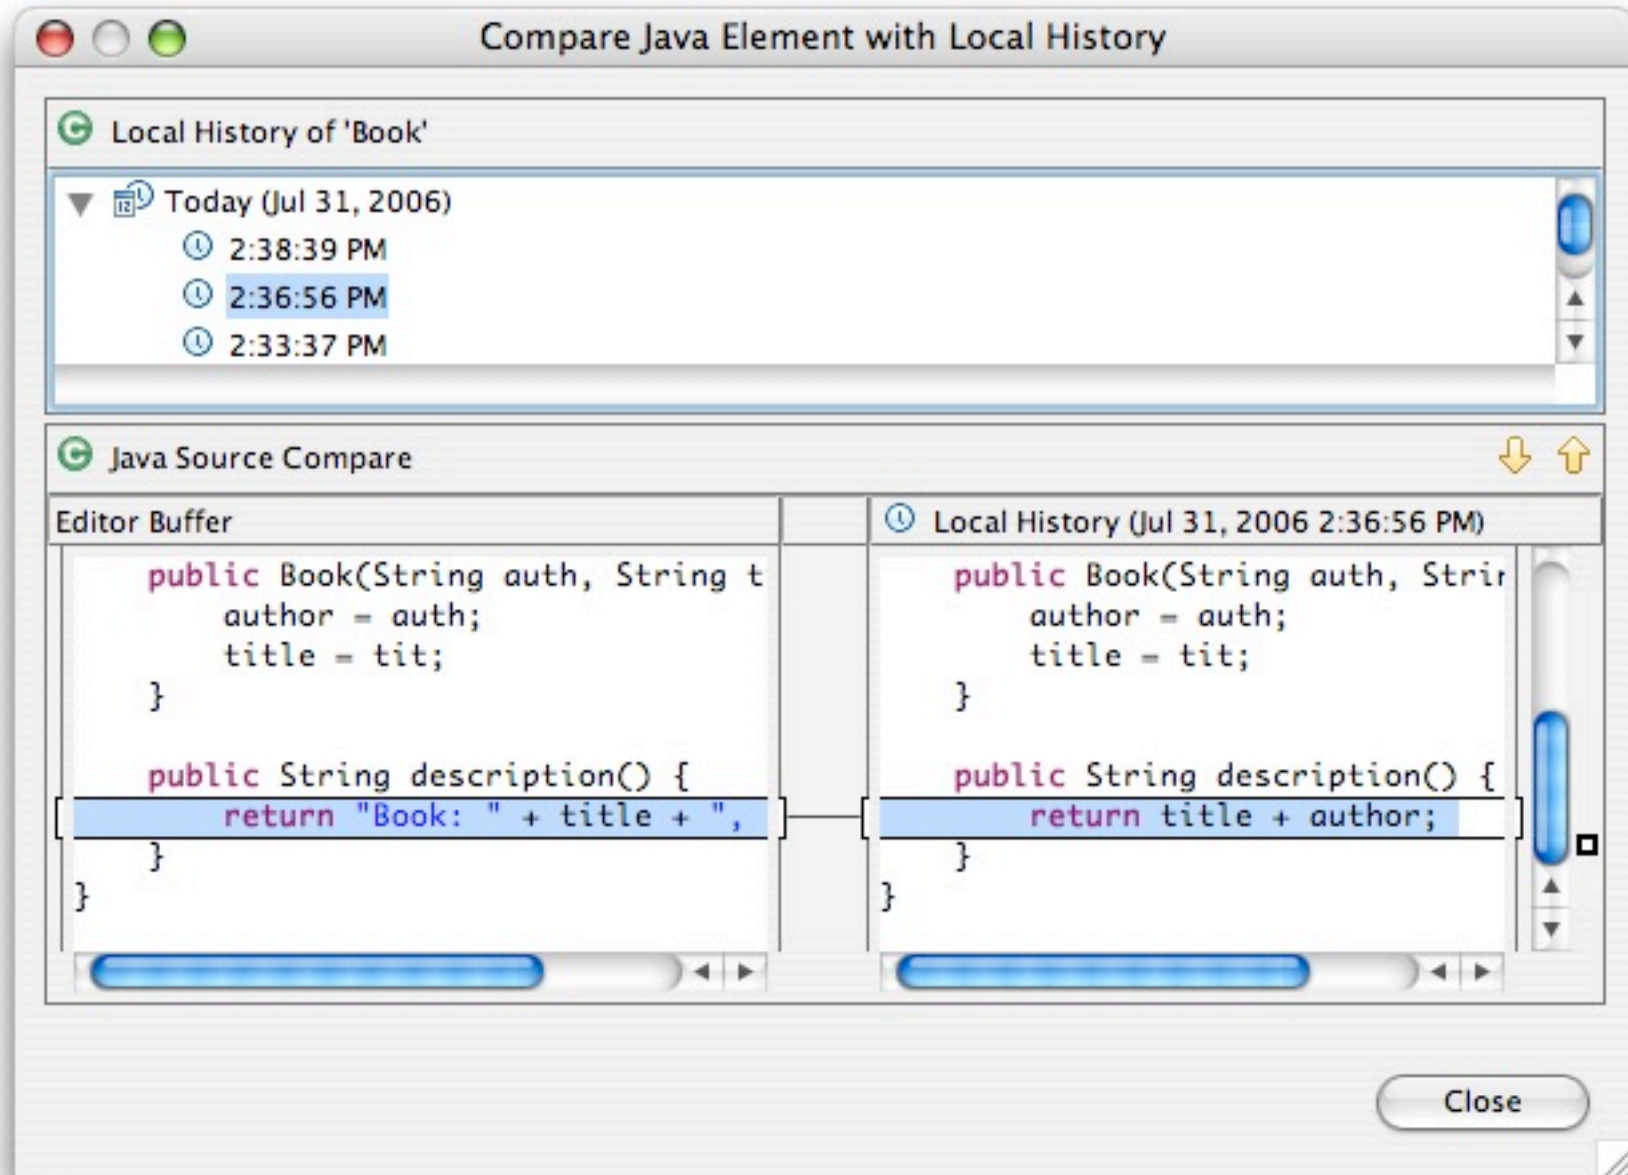 Compare Java Element with Local History
Local History of 'Book'
Today (Jul 31, 2006)
2:38:39 PM
2:36:56 PM
2:33:37 PM
Java Source Compare
Editor Buffer
public Book(String auth, String t
author = auth;
title = tit;
}
public String description() {
return "Book: " + title + ",
}
}
Local History (Jul 31, 2006 2:36:56 PM)
public Book(String auth, Strin
author = auth;
title = tit;
}
public String description() {
return title + author;
}
}
Close